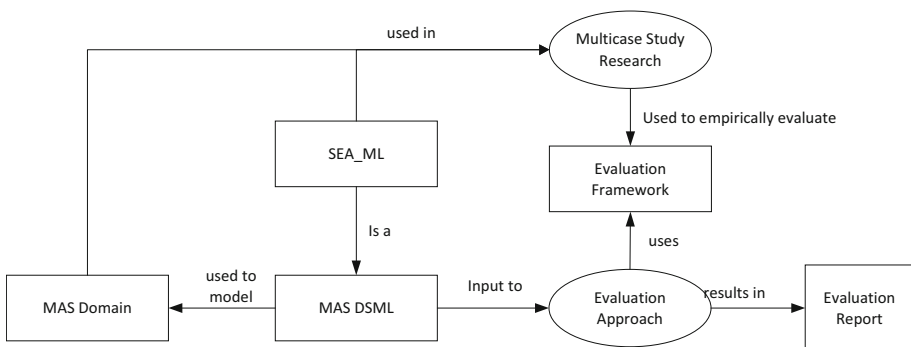 used in
Multicase Study
Research
Used to empirically evaluate
SEA_ML
Evaluation
Framework
Is a
uses
used to
model
Input to
results in
MAS Domain
MAS DSML
Evaluation
Approach
Evaluation
Report